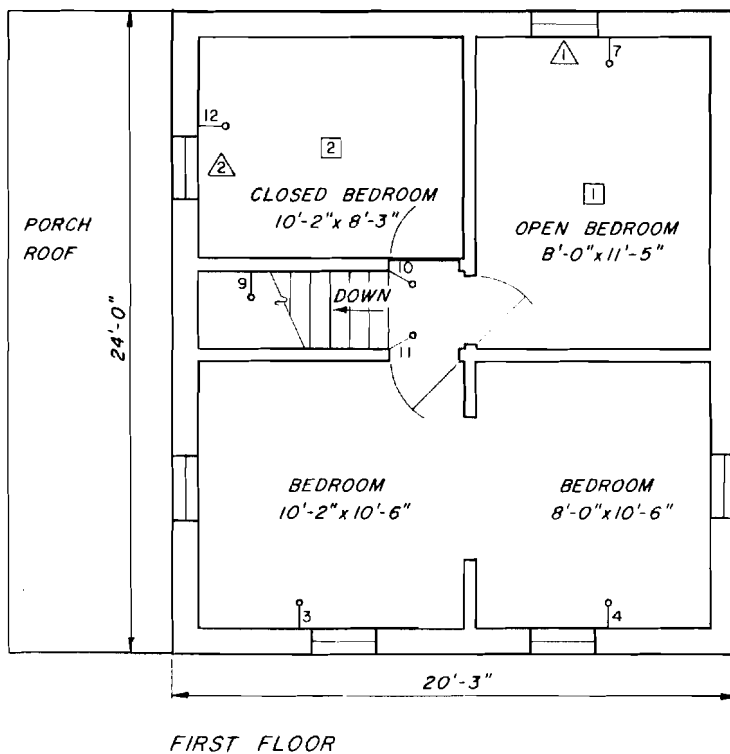 7
1
12
2
2
CLOSED BEDROOM
10'-2" x 8'-3"
1
OPEN BEDROOM
8'-0" x 11'-5"
PORCH
ROOF
24'-0"
9
10
DOWN
11
BEDROOM
10'-2" x 10'-6"
BEDROOM
8'-0" x 10'-6"
3
4
20'-3"
FIRST FLOOR